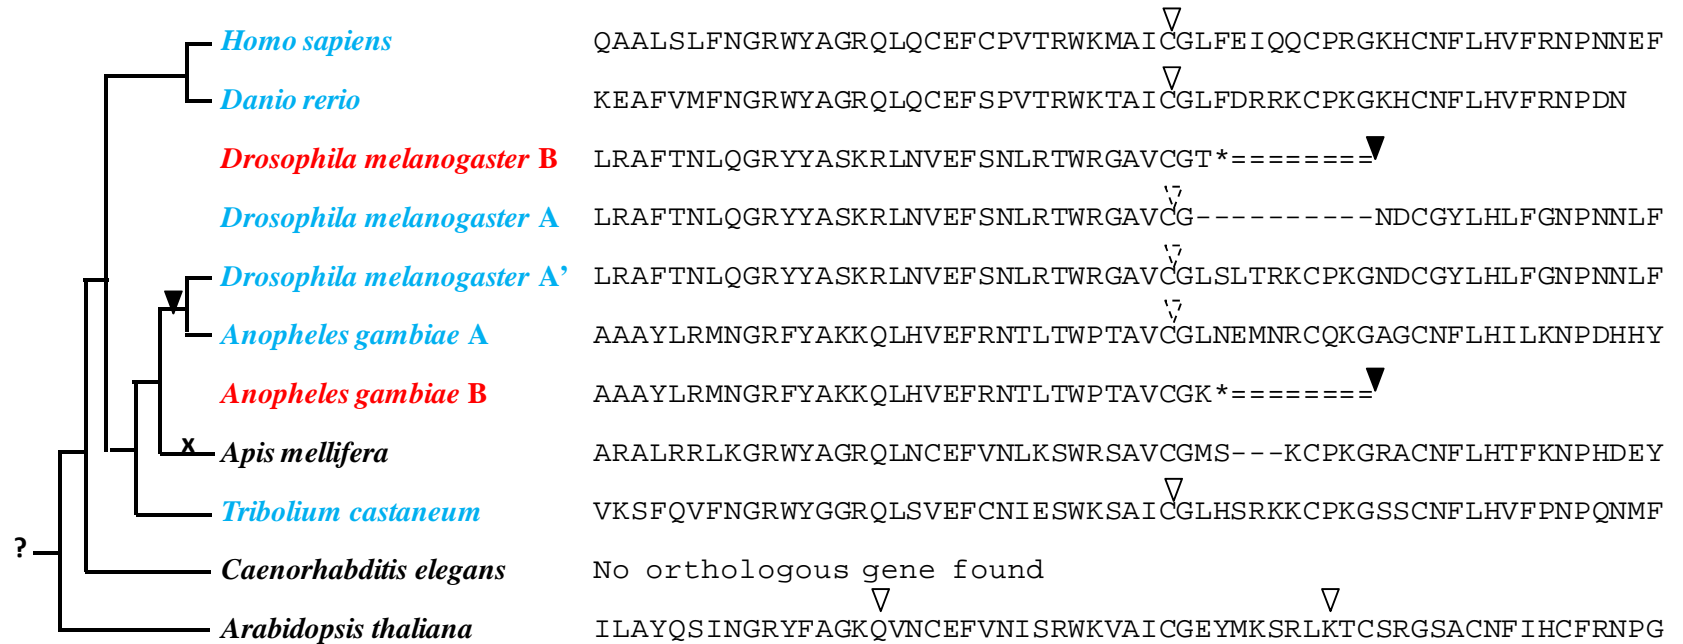 Homo sapiens QAALSLFNGRWYAGRQLQCEFCPVTRWKMAICGLFEIQQCPRGKHCNFLHVFRNPNNEF
Danio rerio KEAFVMFNGRWYAGRQLQCEFSPVTRWKTAICGLFDRRKCPKGKHCNFLHVFRNPDN
Drosophila melanogaster B LRAFTNLQGRYYASKRLNVEFSNLRTWRGAVCGT*========
Drosophila melanogaster A LRAFTNLQGRYYASKRLNVEFSNLRTWRGAVCG----------NDCGYLHLFGNPNNLF
Drosophila melanogaster A’ LRAFTNLQGRYYASKRLNVEFSNLRTWRGAVCGLSLTRKCPKGNDCGYLHLFGNPNNLF
Anopheles gambiae A AAAYLRMNGRFYAKKQLHVEFRNTLTWPTAVCGLNEMNRCQKGAGCNFLHILKNPDHHY
Anopheles gambiae B AAAYLRMNGRFYAKKQLHVEFRNTLTWPTAVCGK*========
x Apis mellifera ARALRRLKGRWYAGRQLNCEFVNLKSWRSAVCGMS---KCPKGRACNFLHTFKNPHDEY
Tribolium castaneum VKSFQVFNGRWYGGRQLSVEFCNIESWKSAICGLHSRKKCPKGSSCNFLHVFPNPQNMF
?
Caenorhabditis elegans No orthologous gene found
Arabidopsis thaliana ILAYQSINGRYFAGKQVNCEFVNISRWKVAICGEYMKSRLKTCSRGSACNFIHCFRNPG